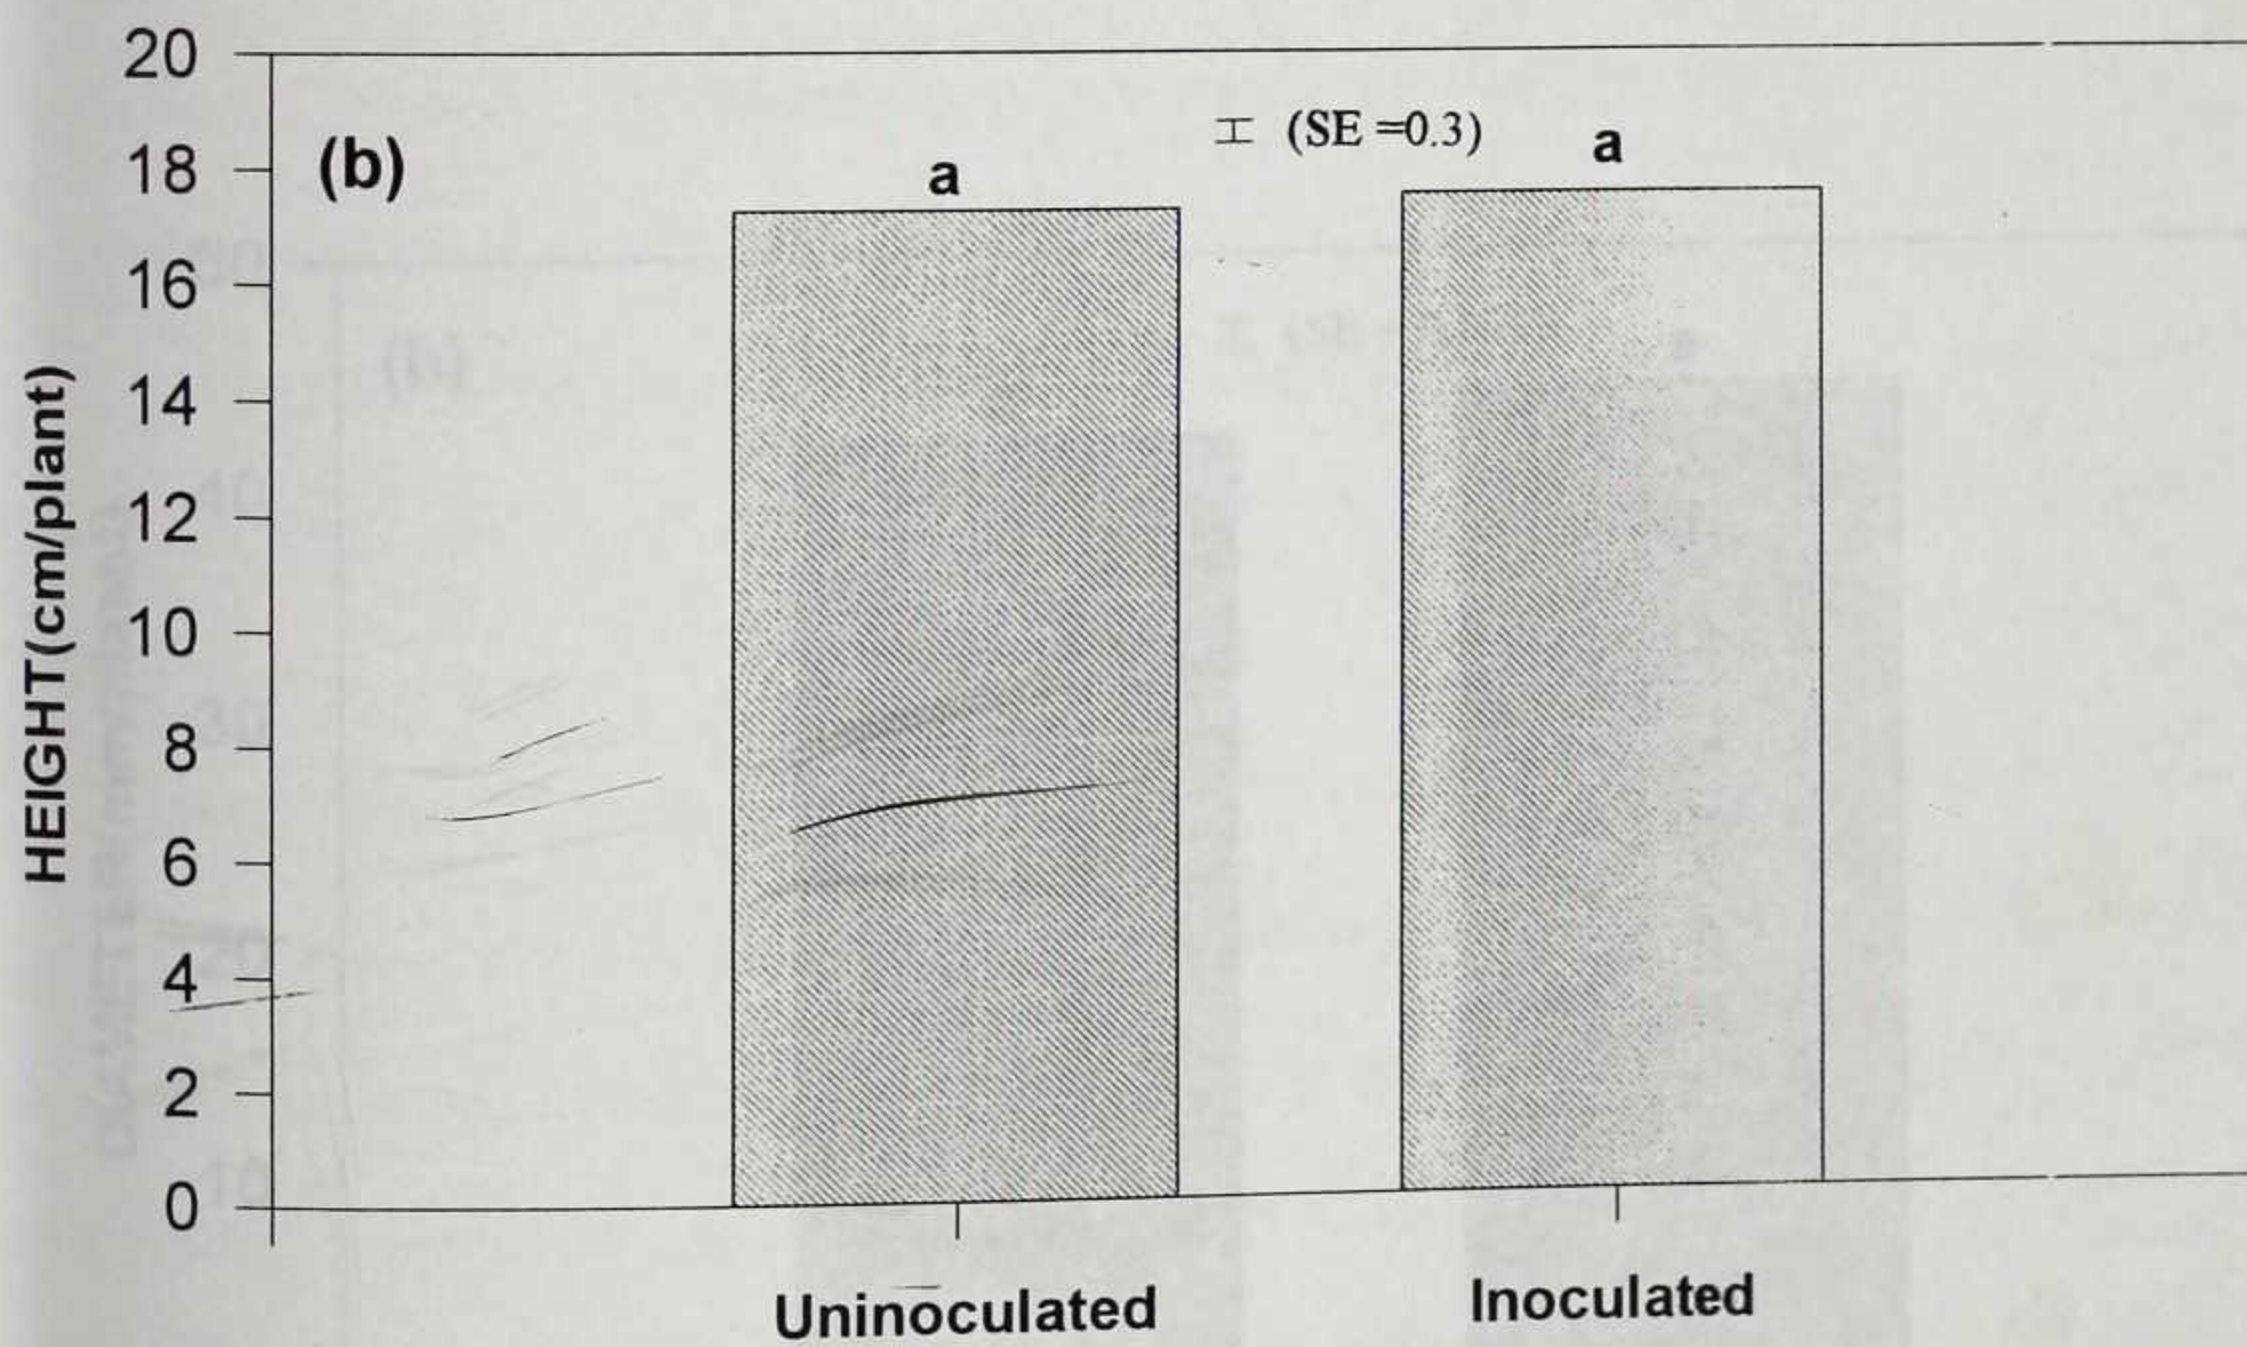 HEIGHT(cm/plant)
20
18
16
14
12
10
8
6
4
2
0
(b)
a
(SE =0.3)
a
Uninoculated
Inoculated